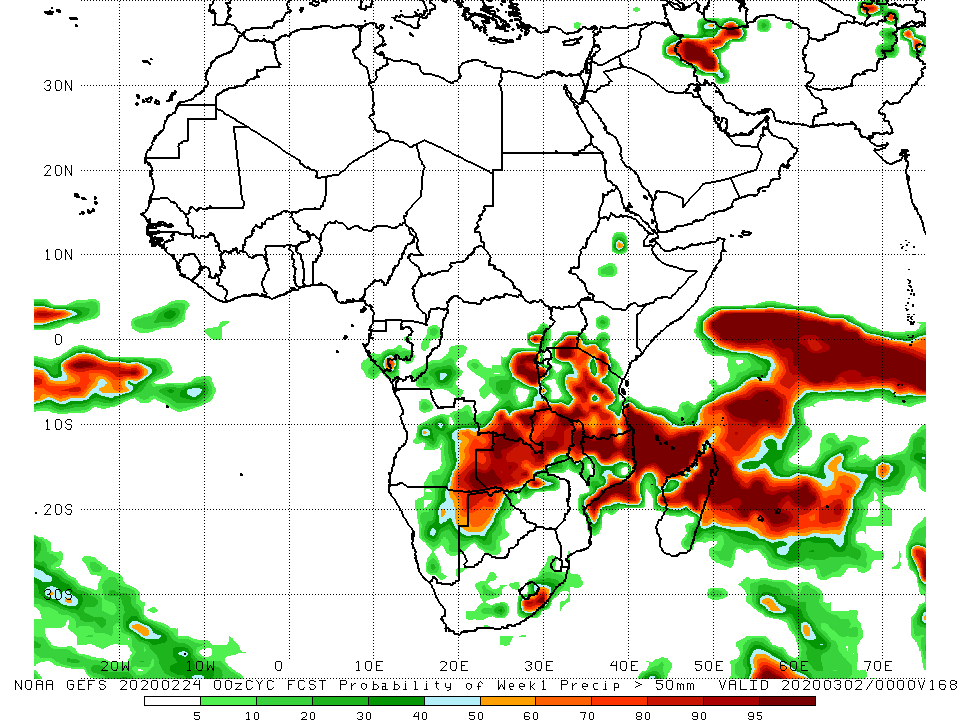 30N
20N
10N
0
10S
20S
30S
20W 10W 0 10E 20E 30E 40E 50E 60E 70E
NOAA GEFS 20200224 00zCYC FCST Probability of Week1 Precip > 50mm VALID 20200302/0000V168
5 10 20 30 40 50 60 70 80 90 95